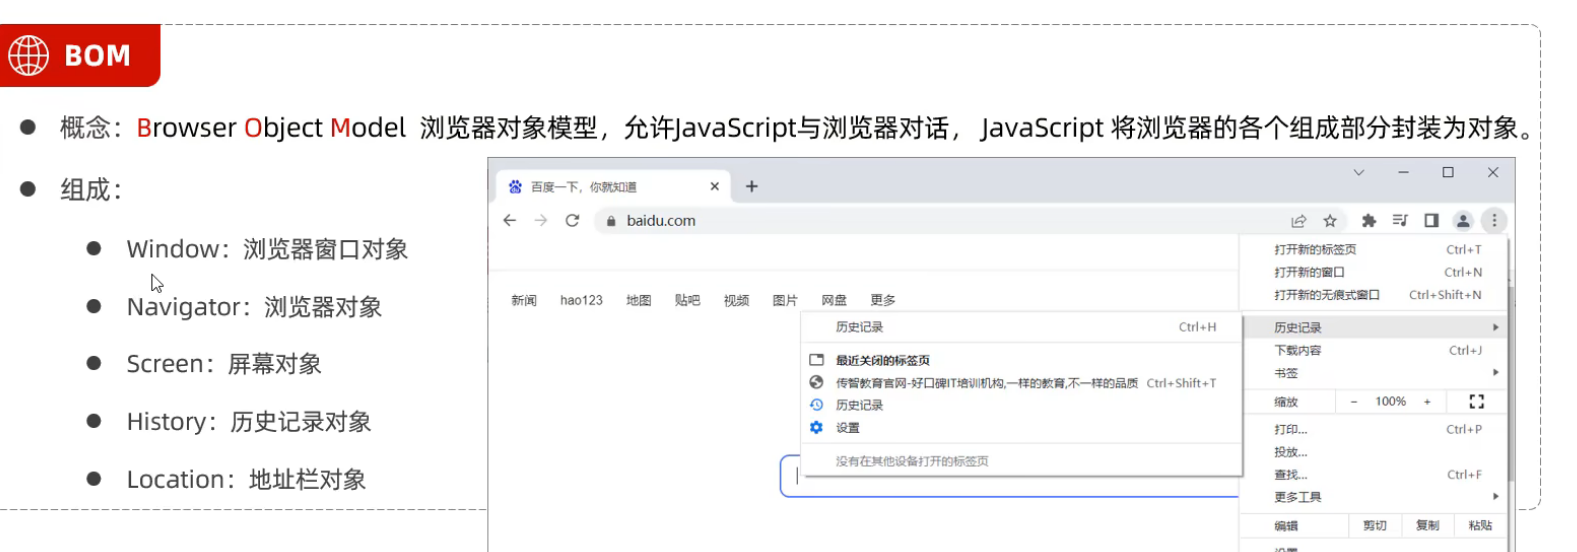 BOM
概念：Browser Object Model 浏览器对象模型，允许JavaScript与浏览器对话， JavaScript 将浏览器的各个组成部分封装为对象。
组成：
Window：浏览器窗口对象
Navigator：浏览器对象
Screen：屏幕对象
History：历史记录对象
Location：地址栏对象
百度一下，你就知道
baidu.com
新闻 hao123 地图 贴吧 视频 图片 网盘 更多
历史记录 Ctrl+H
最近关闭的标签页
传智教育官网-好口碑IT培训机构,一样的教育,不一样的品质 Ctrl+Shift+T
历史记录
设置
没有在其他设备打开的标签页
打开新的标签页 Ctrl+T
打开新的窗口 Ctrl+N
打开新的无痕式窗口 Ctrl+Shift+N
历史记录
下载内容 Ctrl+J
书签
缩放 − 100% +
打印... Ctrl+P
投放...
查找... Ctrl+F
更多工具
编辑 剪切 复制 粘贴